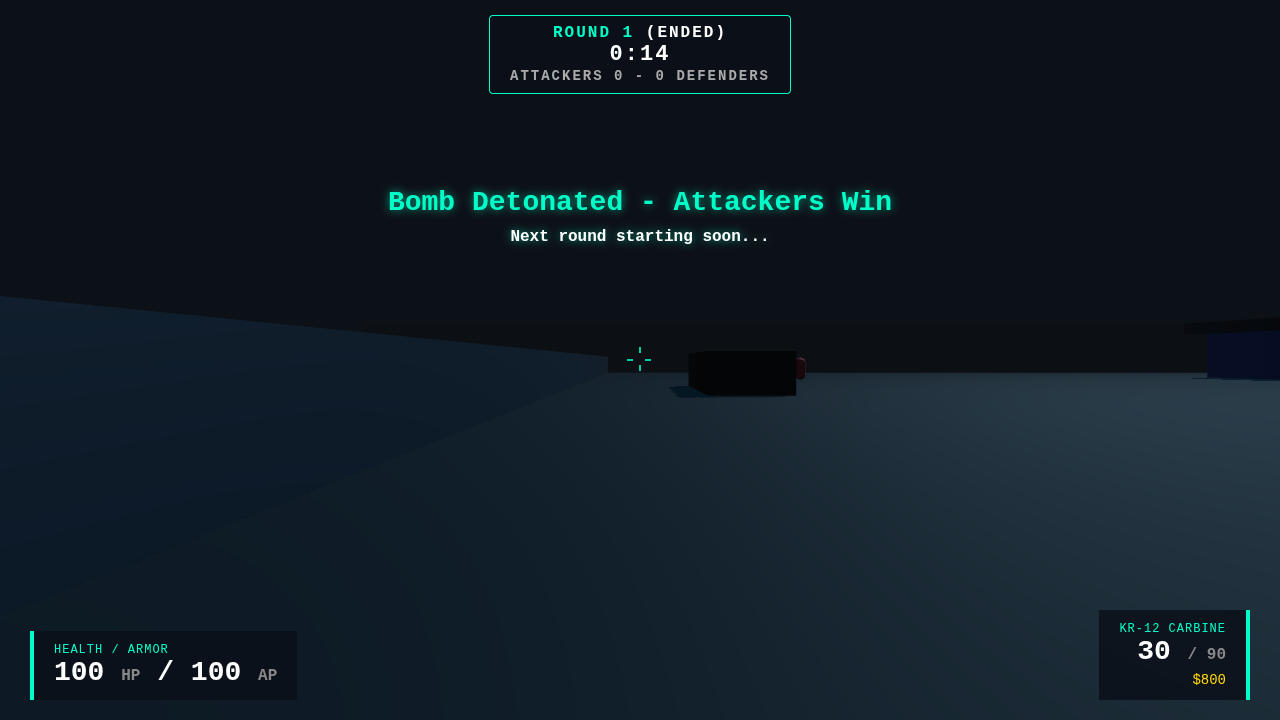 ROUND 1 (ENDED)
0:14
ATTACKERS 0 - 0 DEFENDERS
Bomb Detonated - Attackers Win
Next round starting soon...
HEALTH / ARMOR
100 HP / 100 AP
KR-12 CARBINE
30 / 90
$800